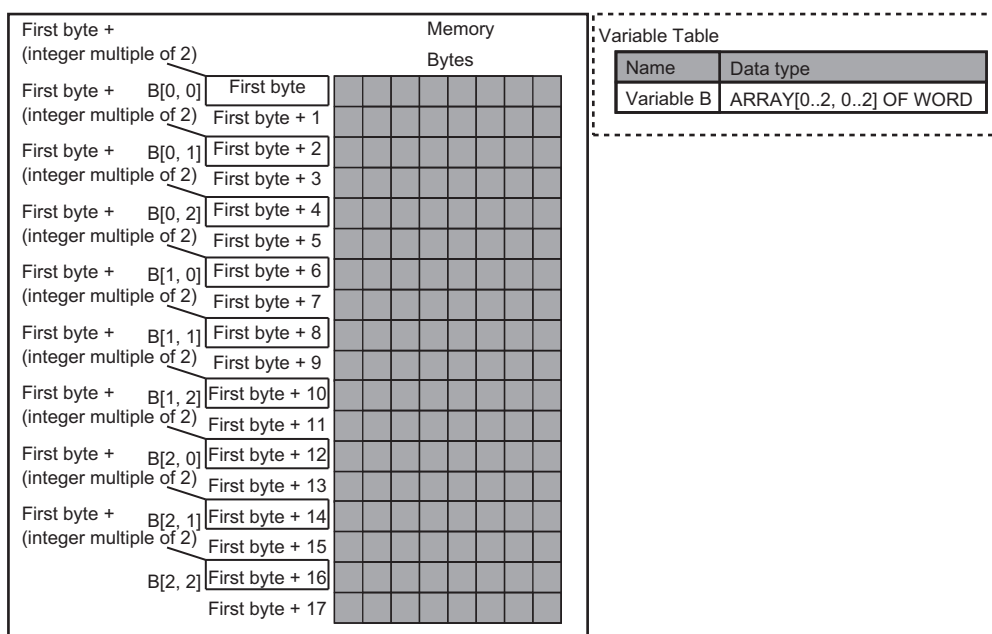 First byte +
(integer multiple of 2)
Memory
Bytes
First byte +
(integer multiple of 2)
B[0, 0]
First byte
First byte + 1
First byte +
(integer multiple of 2)
B[0, 1]
First byte + 2
First byte + 3
First byte +
(integer multiple of 2)
B[0, 2]
First byte + 4
First byte + 5
First byte +
(integer multiple of 2)
B[1, 0]
First byte + 6
First byte + 7
First byte +
(integer multiple of 2)
B[1, 1]
First byte + 8
First byte + 9
First byte +
(integer multiple of 2)
B[1, 2]
First byte + 10
First byte + 11
First byte +
(integer multiple of 2)
B[2, 0]
First byte + 12
First byte + 13
First byte +
(integer multiple of 2)
B[2, 1]
First byte + 14
First byte + 15
B[2, 2]
First byte + 16
First byte + 17
Variable Table
Name Data type
Variable B ARRAY[0..2, 0..2] OF WORD